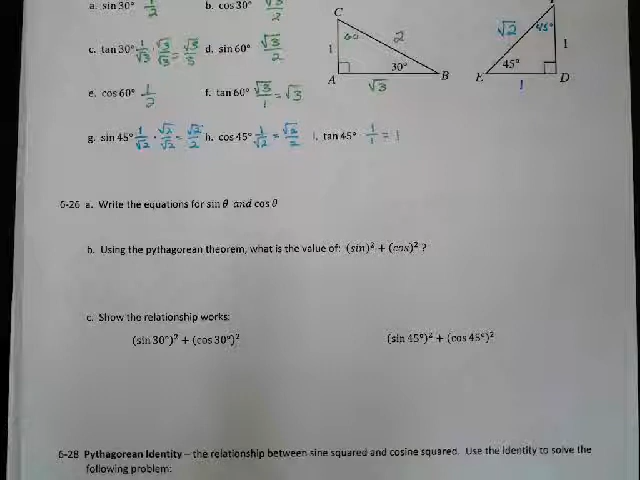 a. sin 30° 1/2 b. cos 30° √3/2
c. tan 30° 1/√3 · √3/√3 = √3/3 d. sin 60° √3/2
e. cos 60° 1/2 f. tan 60° √3/1 = √3
g. sin 45° 1/√2 · √2/√2 = √2/2 h. cos 45° 1/√2 = √2/2 i. tan 45° 1/1 = 1
C
60
2
1
30°
A
B
√3
√2
45°
1
E
45°
D
1
6-26 a. Write the equations for sin θ and cos θ
b. Using the pythagorean theorem, what is the value of: (sin)² + (cos)² ?
c. Show the relationship works:
(sin 30°)² + (cos 30°)² (sin 45°)² + (cos 45°)²
6-28 Pythagorean Identity – the relationship between sine squared and cosine squared. Use the identity to solve the
following problem: